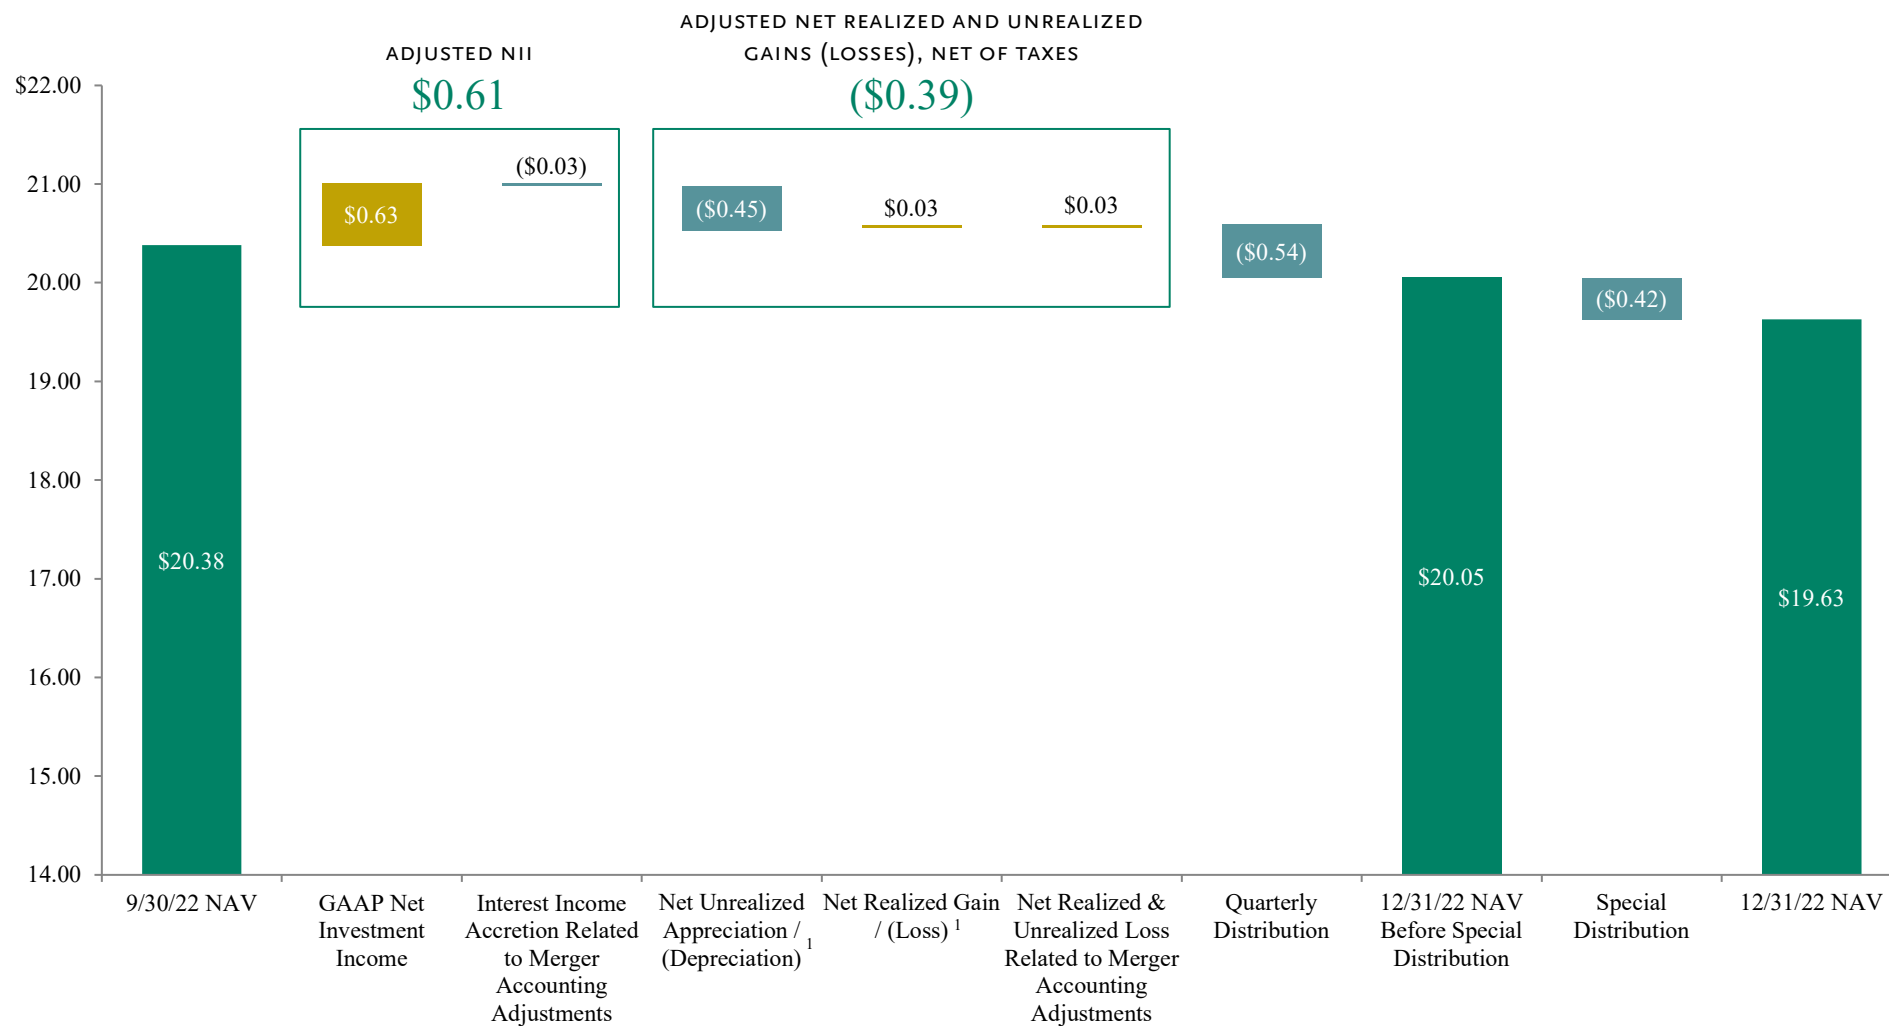 ADJUSTED NII
$0.61
ADJUSTED NET REALIZED AND UNREALIZED
GAINS (LOSSES), NET OF TAXES
($0.39)
$22.00
21.00
20.00
19.00
18.00
17.00
16.00
15.00
14.00
$20.38
$0.63
($0.03)
($0.45)
$0.03
$0.03
($0.54)
$20.05
($0.42)
$19.63
9/30/22 NAV
GAAP Net
Investment
Income
Interest Income
Accretion Related
to Merger
Accounting
Adjustments
Net Unrealized
Appreciation /
(Depreciation) 1
Net Realized Gain
/ (Loss) 1
Net Realized &
Unrealized Loss
Related to Merger
Accounting
Adjustments
Quarterly
Distribution
12/31/22 NAV
Before Special
Distribution
Special
Distribution
12/31/22 NAV